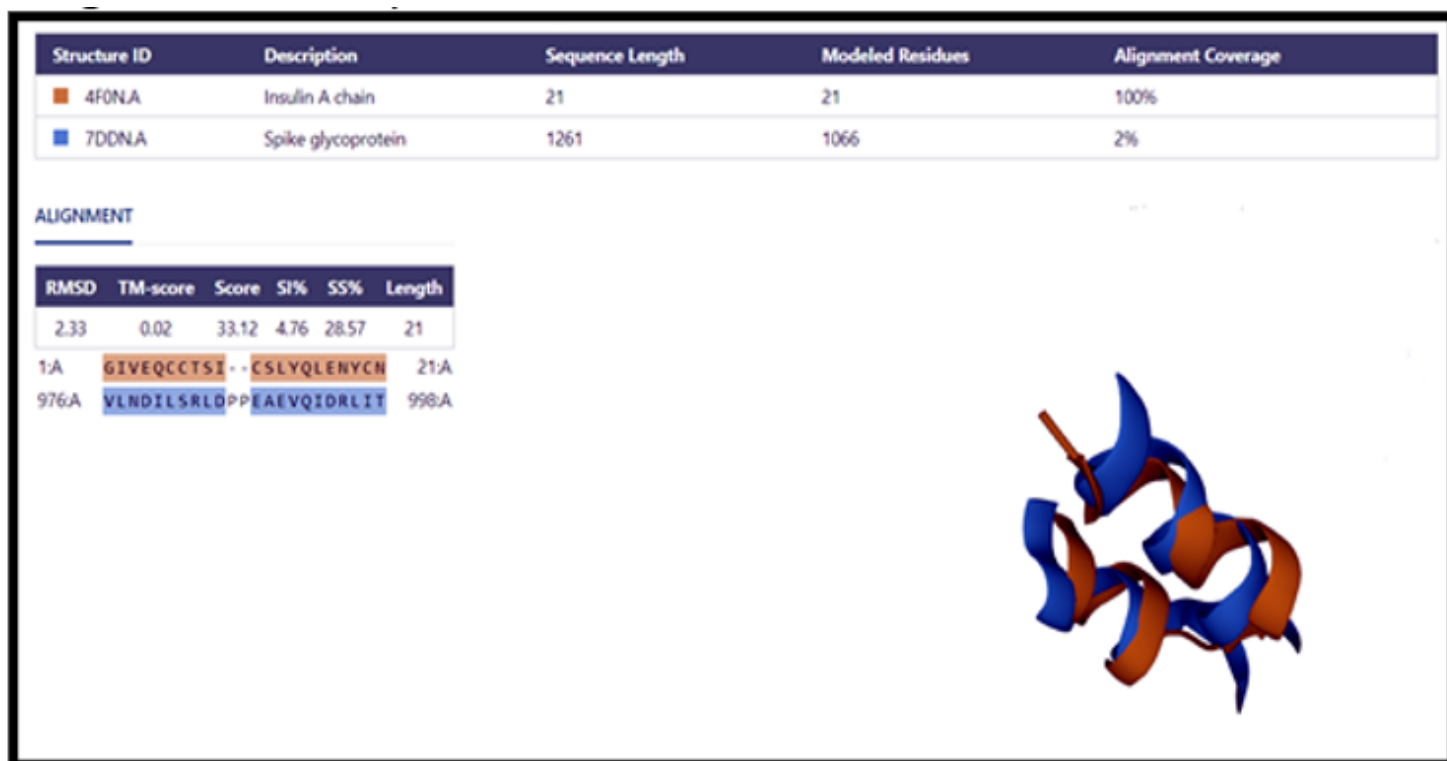 Structure ID Description Sequence Length Modeled Residues Alignment Coverage
4F0N.A Insulin A chain 21 21 100%
7DDN.A Spike glycoprotein 1261 1066 2%
ALIGNMENT
RMSD TM-score Score SI% SS% Length
2.33 0.02 33.12 4.76 28.57 21
1:A GIVEQCCTSI--CSLYQLENYCN 21:A
976:A VLNDILSRLDPPEAEVQIDRLIT 998:A